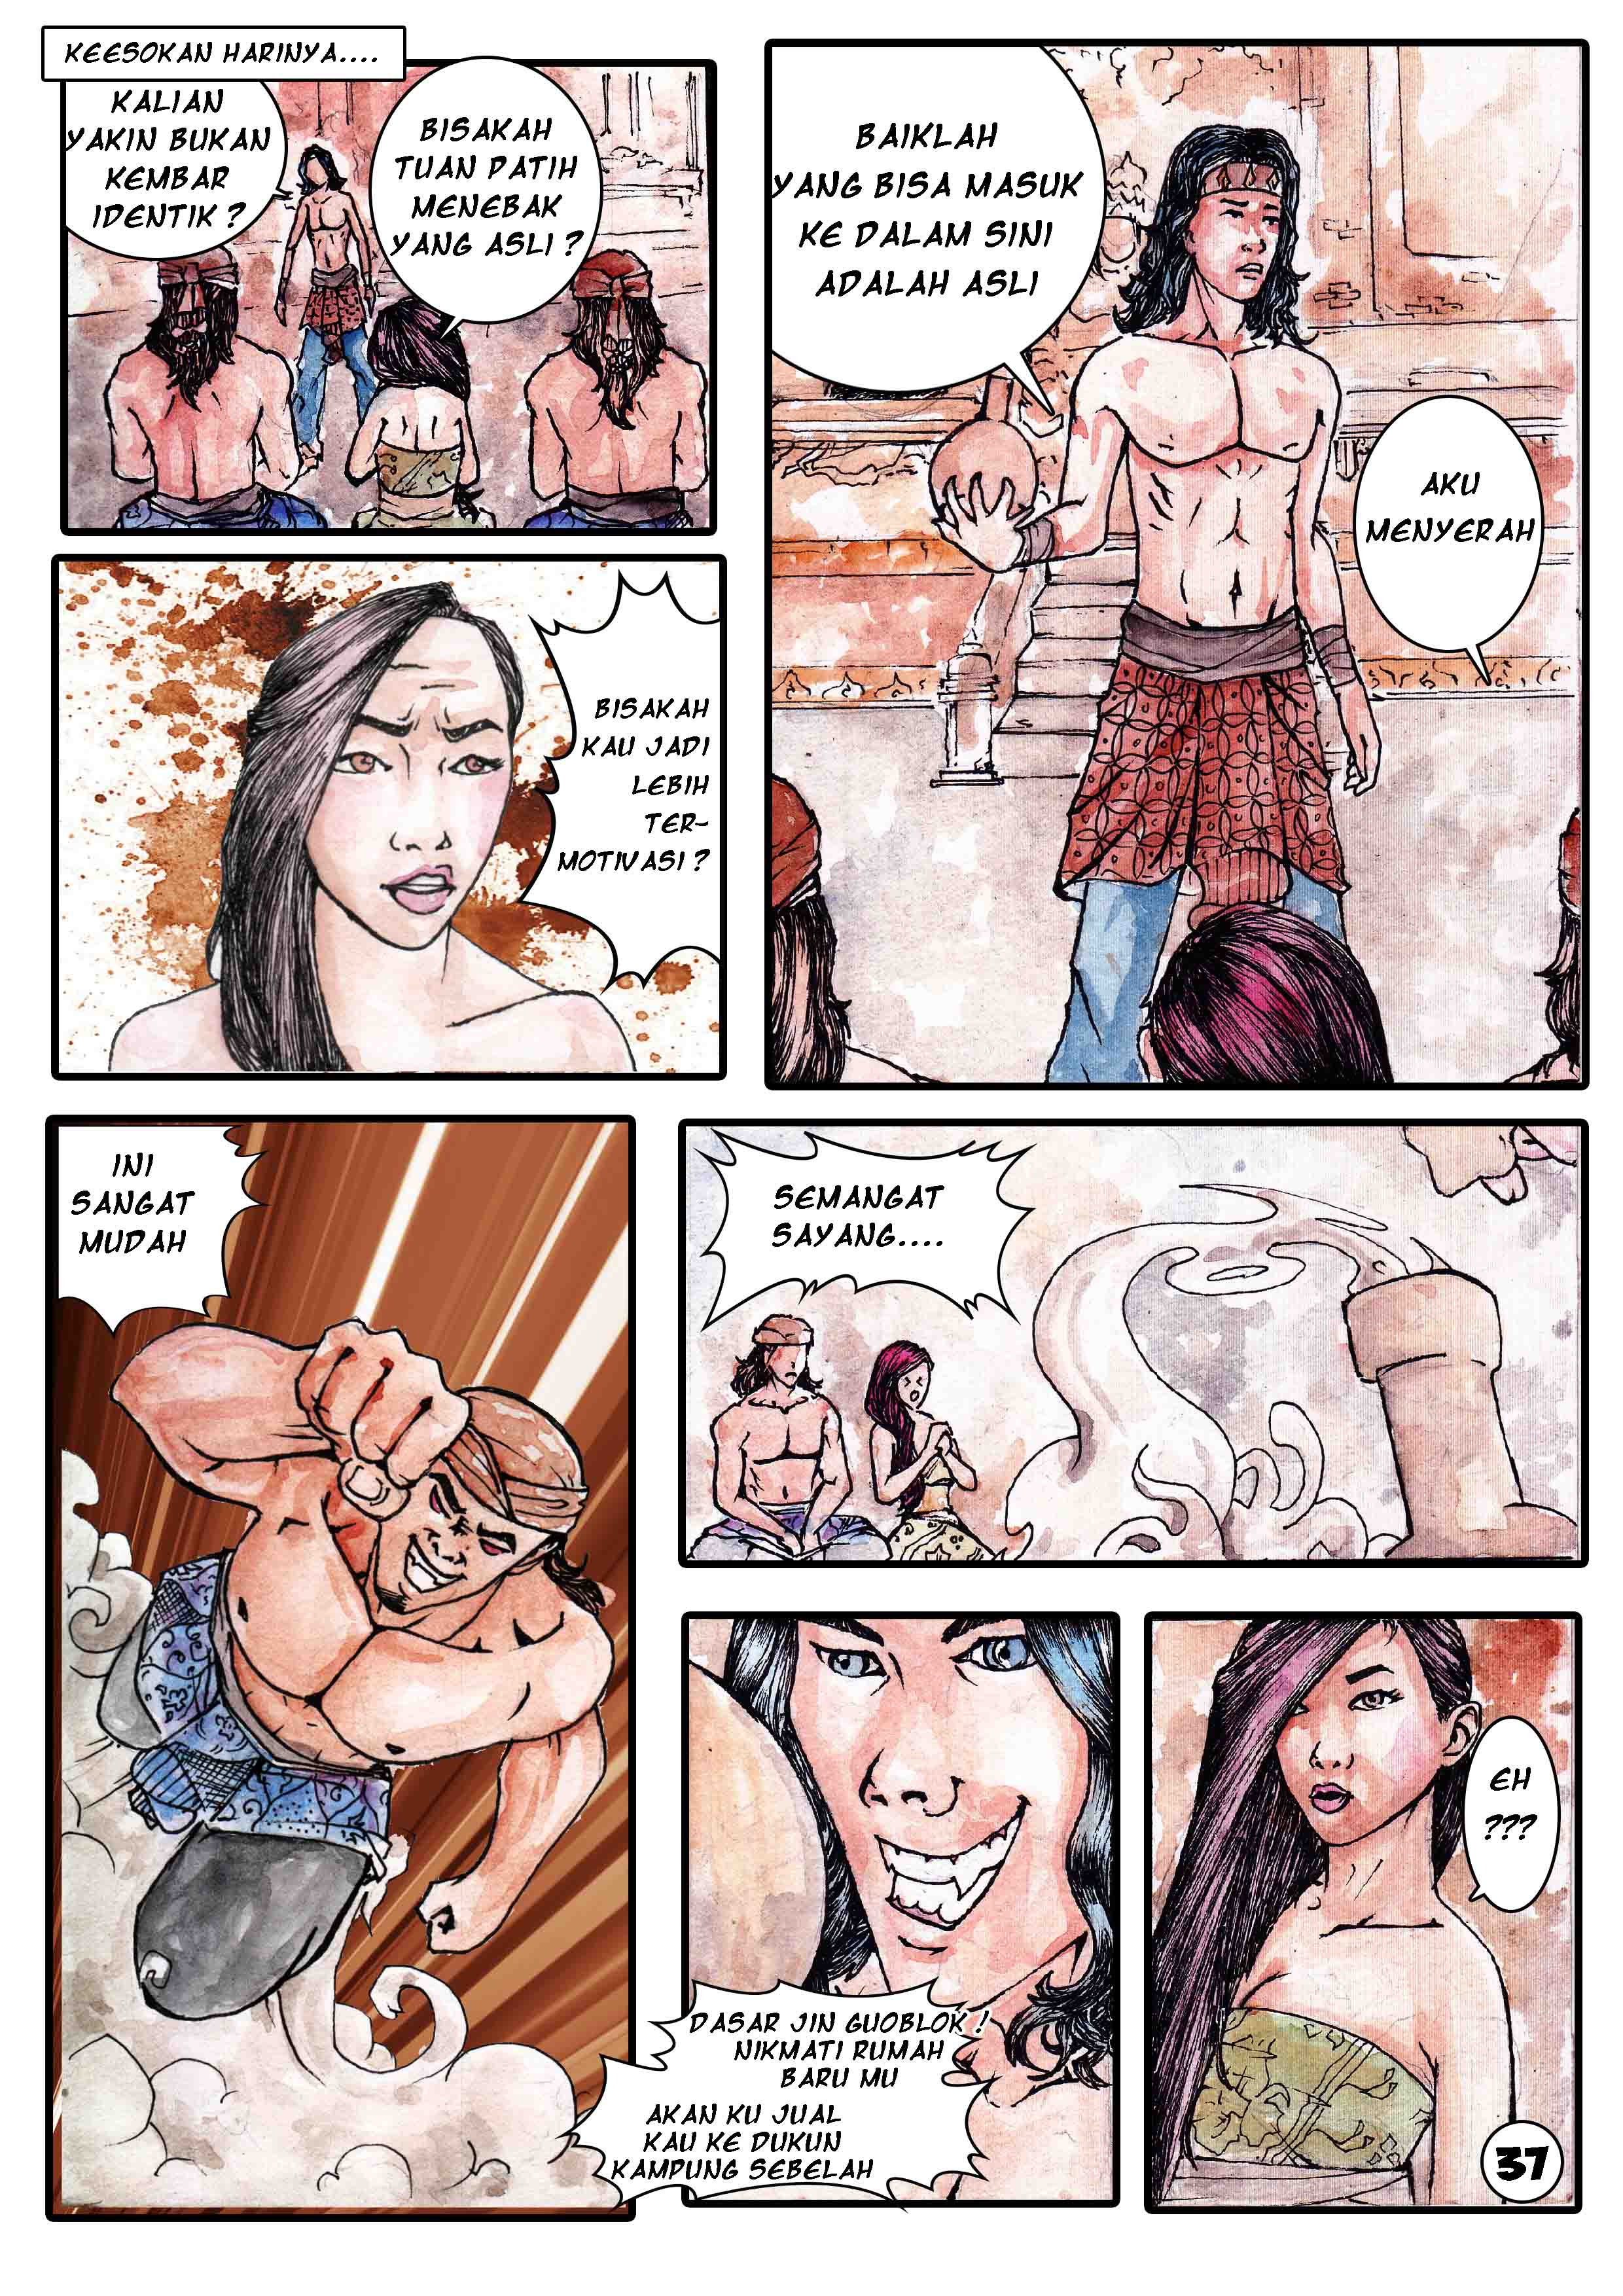 KEESOKAN HARINYA....
KALIAN
YAKIN BUKAN
KEMBAR
IDENTIK ?
BISAKAH
TUAN PATIH
MENEBAK
YANG ASLI ?
BAIKLAH
YANG BISA MASUK
KE DALAM SINI
ADALAH ASLI
AKU
MENYERAH
BISAKAH
KAU JADI
LEBIH
TER-
MOTIVASI ?
INI
SANGAT
MUDAH
SEMANGAT
SAYANG....
DASAR JIN GUOBLOK !
NIKMATI RUMAH
BARU MU
AKAN KU JUAL
KAU KE DUKUN
KAMPUNG SEBELAH
EH
???
37